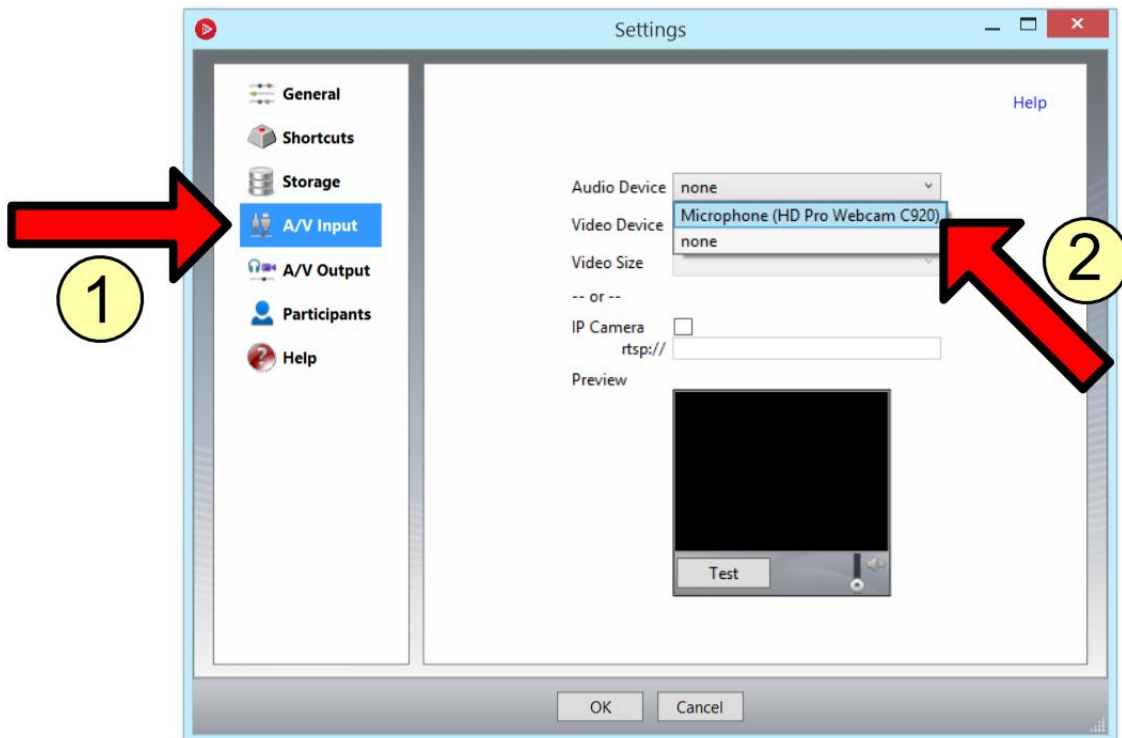 Settings
General
Shortcuts
Storage
A/V Input
A/V Output
Participants
Help
1
Help
Audio Device none
Microphone (HD Pro Webcam C920)
none
Video Device
Video Size
-- or --
IP Camera
rtsp://
Preview
Test
2
OK Cancel